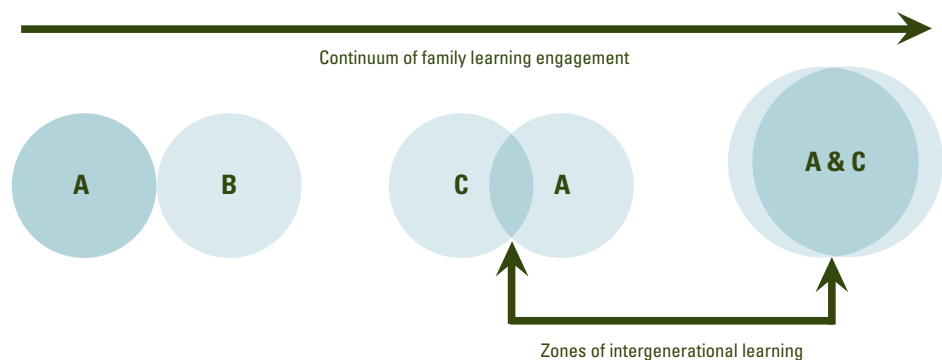 Continuum of family learning engagement
A
B
C
A
A & C
Zones of intergenerational learning